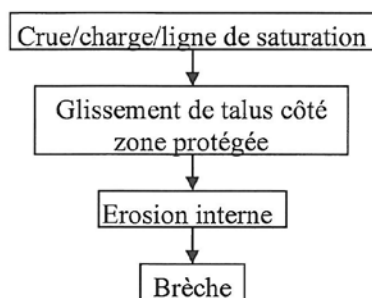 Crue/charge/ligne de saturation
Glissement de talus côté
zone protégée
Erosion interne
Brèche